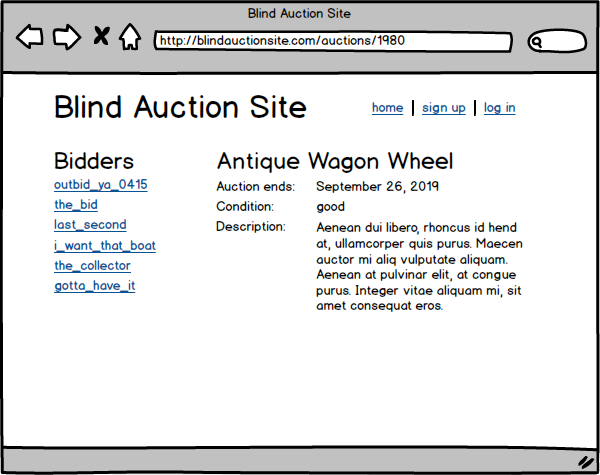 Blind Auction Site
http://blindauctionsite.com/auctions/1980
Blind Auction Site
home | sign up | log in
Bidders
outbid_ya_0415
the_bid
last_second
i_want_that_boat
the_collector
gotta_have_it
Antique Wagon Wheel
Auction ends: September 26, 2019
Condition: good
Description: Aenean dui libero, rhoncus id hend
at, ullamcorper quis purus. Maecen
auctor mi aliq vulputate aliquam.
Aenean at pulvinar elit, at congue
purus. Integer vitae aliquam mi, sit
amet consequat eros.